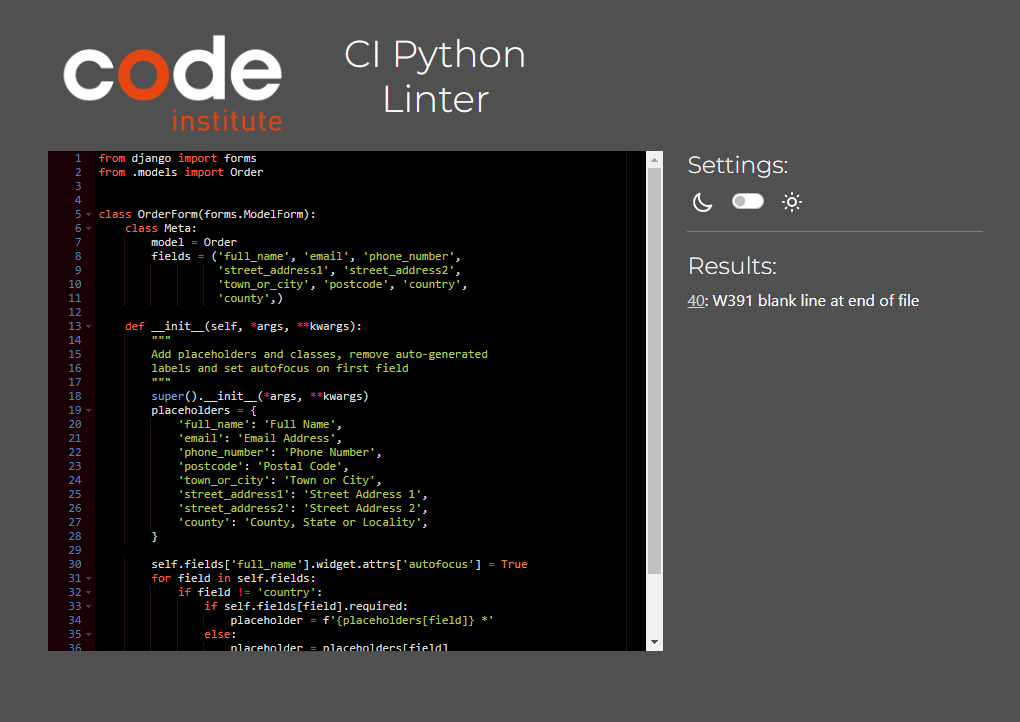 code
institute
CI Python
Linter
1 from django import forms
2 from .models import Order
3
4
5 class OrderForm(forms.ModelForm):
6     class Meta:
7         model = Order
8         fields = ('full_name', 'email', 'phone_number',
9                   'street_address1', 'street_address2',
10                   'town_or_city', 'postcode', 'country',
11                   'county',)
12
13     def __init__(self, *args, **kwargs):
14         """
15         Add placeholders and classes, remove auto-generated
16         labels and set autofocus on first field
17         """
18         super().__init__(*args, **kwargs)
19         placeholders = {
20             'full_name': 'Full Name',
21             'email': 'Email Address',
22             'phone_number': 'Phone Number',
23             'postcode': 'Postal Code',
24             'town_or_city': 'Town or City',
25             'street_address1': 'Street Address 1',
26             'street_address2': 'Street Address 2',
27             'county': 'County, State or Locality',
28         }
29
30         self.fields['full_name'].widget.attrs['autofocus'] = True
31         for field in self.fields:
32             if field != 'country':
33                 if self.fields[field].required:
34                     placeholder = f'{placeholders[field]} *'
35                 else:
36                     placeholder = placeholders[field]
Settings:
Results:
40: W391 blank line at end of file